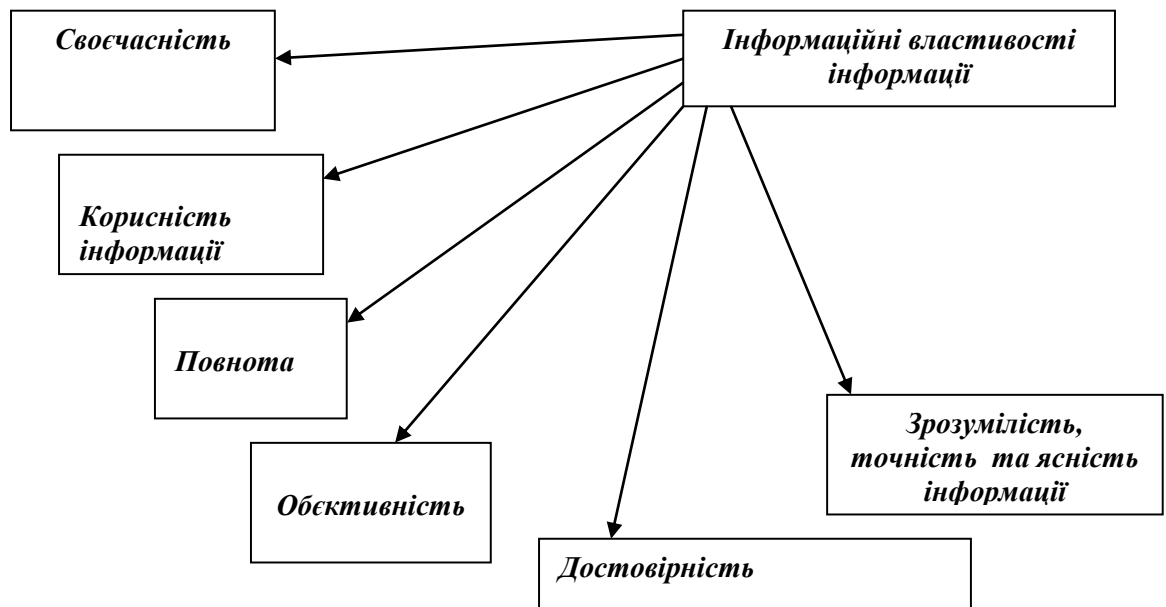 Своєчасність
Інформаційні властивості
інформації
Корисність
інформації
Повнота
Обєктивність
Зрозумілість,
точність та ясність
інформації
Достовірність